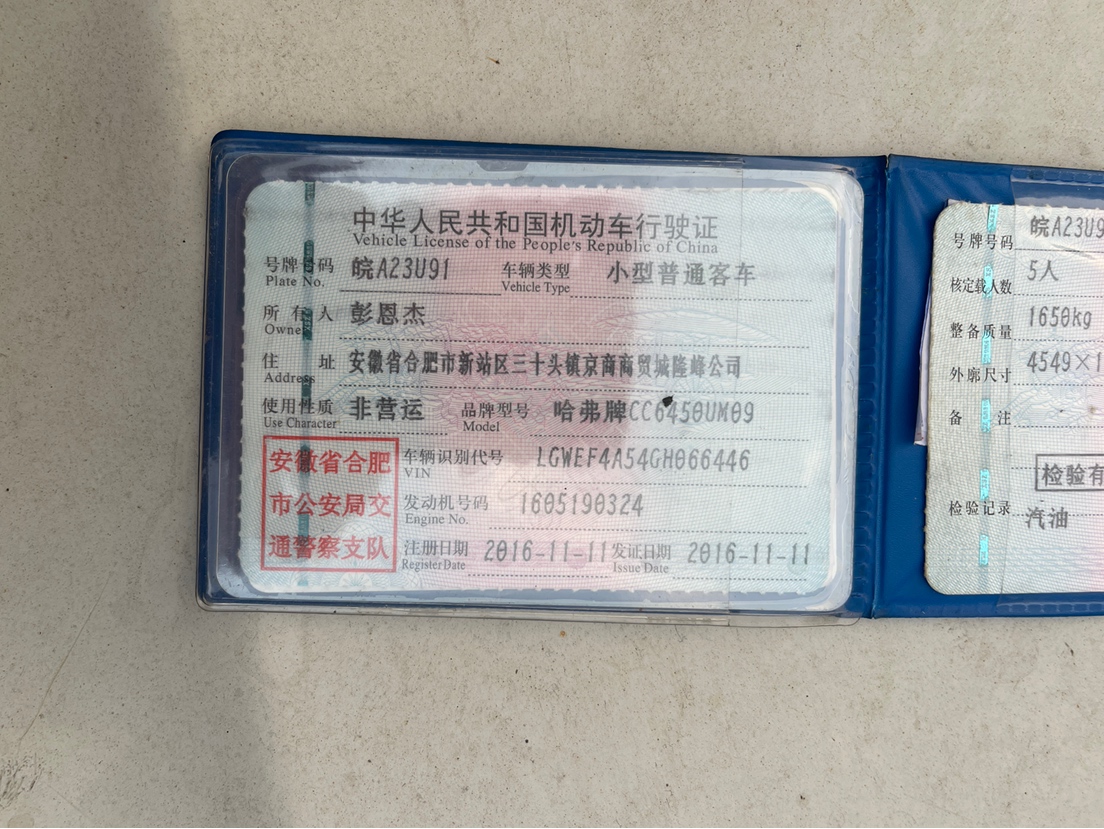 中华人民共和国机动车行驶证
Vehicle License of the People's Republic of China
号牌号码 皖A23U91 车辆类型 小型普通客车
Plate No. Vehicle Type
所有人 彭恩杰
Owner
住址 安徽省合肥市新站区三十头镇京商商贸城隆峰公司
Address
使用性质 非营运 品牌型号 哈弗牌CC6450UM09
Use Character Model
安徽省合肥
市公安局交
通警察支队
车辆识别代号 LGWEF4A54GH066446
VIN
发动机号码 1605190324
Engine No.
注册日期 2016-11-11 发证日期 2016-11-11
Register Date Issue Date
号牌号码 皖A23U9
核定载人数 5人
整备质量 1650kg
外廓尺寸 4549×1
备注
检验有
检验记录
汽油